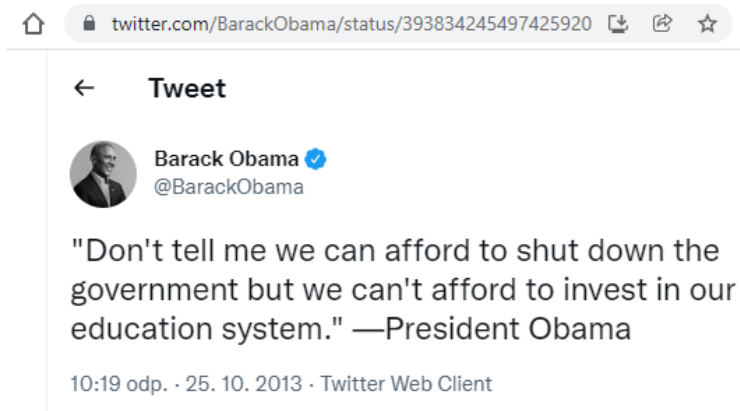 twitter.com/BarackObama/status/393834245497425920
Tweet
Barack Obama
@BarackObama
"Don't tell me we can afford to shut down the
government but we can't afford to invest in our
education system." —President Obama
10:19 odp. · 25. 10. 2013 · Twitter Web Client